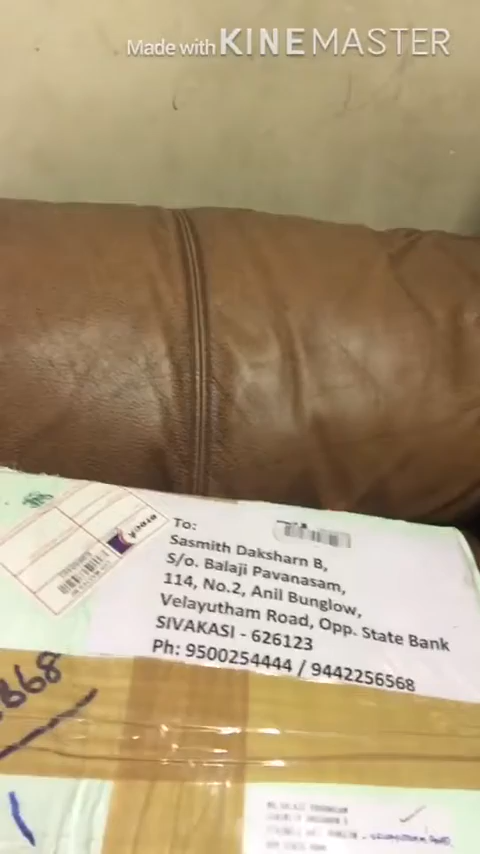 Made with KINEMASTER
To:
Sasmith Daksharn B,
S/o. Balaji Pavanasam,
114, No.2, Anil Bunglow,
Velayutham Road, Opp. State Bank
SIVAKASI - 626123
Ph: 9500254444 / 9442256568
868